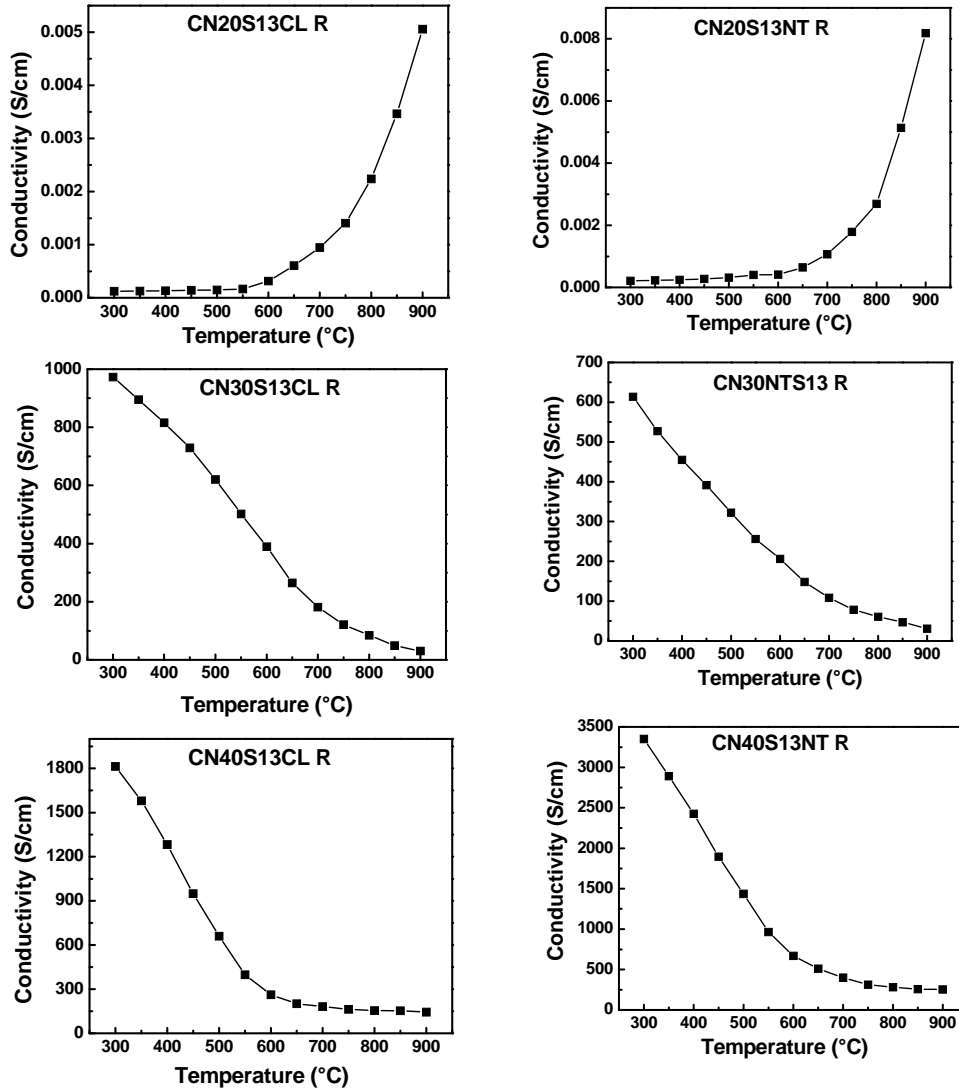 CN20S13CL R
Conductivity (S/cm)
0.005
0.004
0.003
0.002
0.001
0.000
300 400 500 600 700 800 900
Temperature (°C)
CN20S13NT R
Conductivity (S/cm)
0.008
0.006
0.004
0.002
0.000
300 400 500 600 700 800 900
Temperature (°C)
CN30S13CL R
Conductivity (S/cm)
1000
800
600
400
200
0
300 400 500 600 700 800 900
Temperature (°C)
CN30NTS13 R
Conductivity (S/cm)
700
600
500
400
300
200
100
0
300 400 500 600 700 800 900
Temperature (°C)
CN40S13CL R
Conductivity (S/cm)
1800
1500
1200
900
600
300
0
300 400 500 600 700 800 900
Temperature (°C)
CN40S13NT R
Conductivity (S/cm)
3500
3000
2500
2000
1500
1000
500
0
300 400 500 600 700 800 900
Temperature (°C)